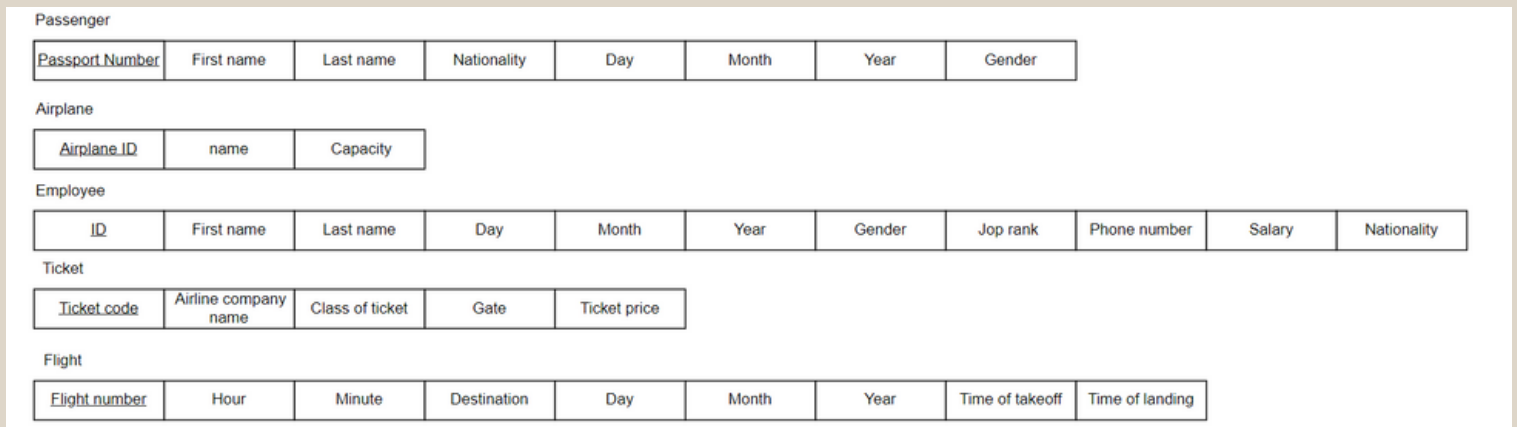 Passenger
Passport Number First name Last name Nationality Day Month Year Gender
Airplane
Airplane ID name Capacity
Employee
ID First name Last name Day Month Year Gender Jop rank Phone number Salary Nationality
Ticket
Ticket code Airline company name Class of ticket Gate Ticket price
Flight
Flight number Hour Minute Destination Day Month Year Time of takeoff Time of landing